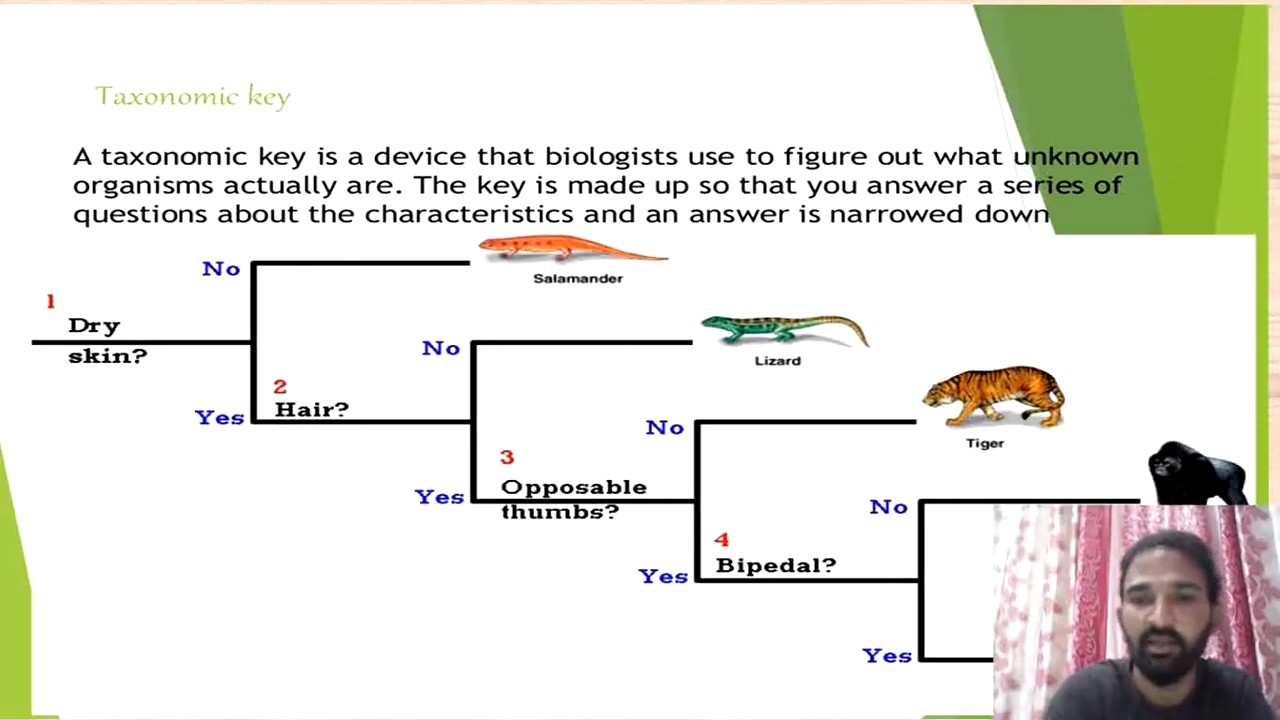 Taxonomic key
A taxonomic key is a device that biologists use to figure out what unknown
organisms actually are. The key is made up so that you answer a series of
questions about the characteristics and an answer is narrowed down
No
Salamander
1
Dry
skin?
No
Lizard
2
Hair?
Yes
No
Tiger
3
Opposable
thumbs?
Yes
No
4
Bipedal?
Yes
Yes